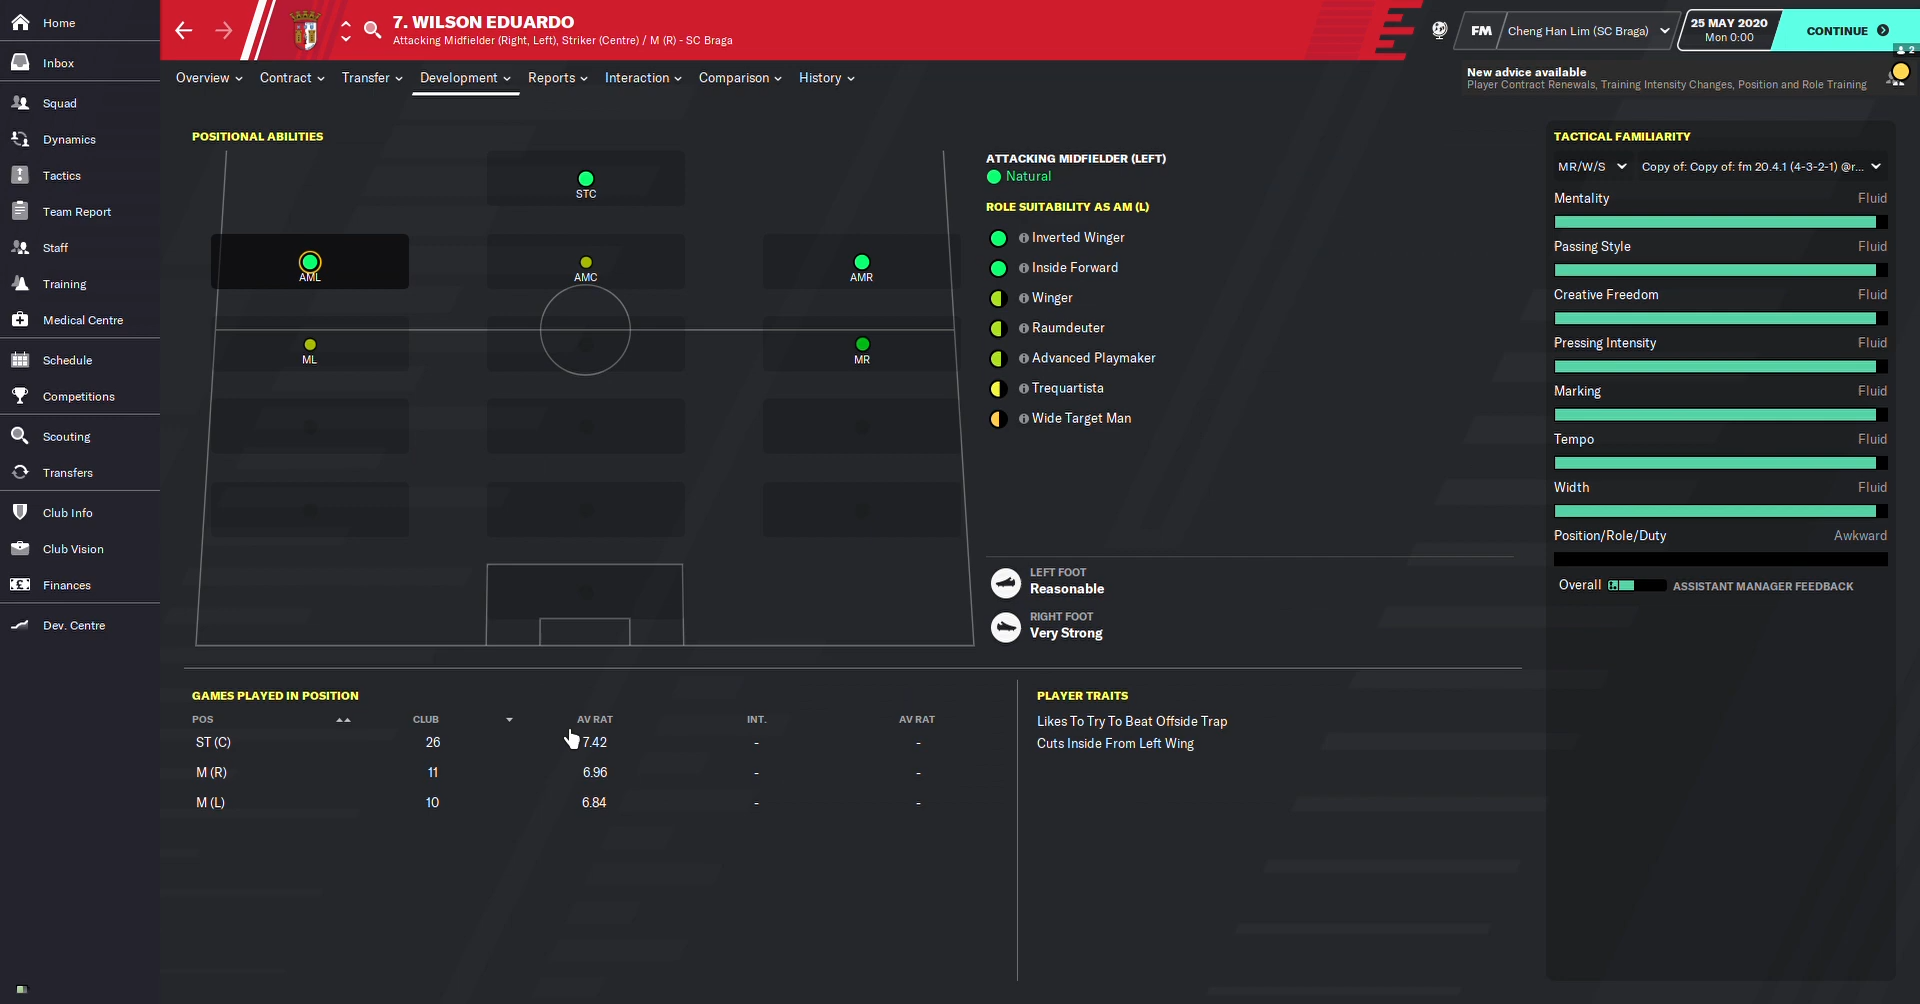 Home
Inbox
Squad
Dynamics
Tactics
Team Report
Staff
Training
Medical Centre
Schedule
Competitions
Scouting
Transfers
Club Info
Club Vision
Finances
Dev. Centre
7. WILSON EDUARDO
Attacking Midfielder (Right, Left), Striker (Centre) / M (R) - SC Braga
FM Cheng Han Lim (SC Braga)
25 MAY 2020
Mon 0:00
CONTINUE
2
Overview Contract Transfer Development Reports Interaction Comparison History
New advice available
Player Contract Renewals, Training Intensity Changes, Position and Role Training
POSITIONAL ABILITIES
STC
AML AMC AMR
ML MR
ATTACKING MIDFIELDER (LEFT)
Natural
ROLE SUITABILITY AS AM (L)
Inverted Winger
Inside Forward
Winger
Raumdeuter
Advanced Playmaker
Trequartista
Wide Target Man
LEFT FOOT
Reasonable
RIGHT FOOT
Very Strong
TACTICAL FAMILIARITY
MR/W/S Copy of: Copy of: fm 20.4.1 (4-3-2-1) @r...
Mentality Fluid
Passing Style Fluid
Creative Freedom Fluid
Pressing Intensity Fluid
Marking Fluid
Tempo Fluid
Width Fluid
Position/Role/Duty Awkward
Overall ASSISTANT MANAGER FEEDBACK
GAMES PLAYED IN POSITION
POS CLUB AV RAT INT. AV RAT
ST (C) 26 7.42 - -
M (R) 11 6.96 - -
M (L) 10 6.84 - -
PLAYER TRAITS
Likes To Try To Beat Offside Trap
Cuts Inside From Left Wing